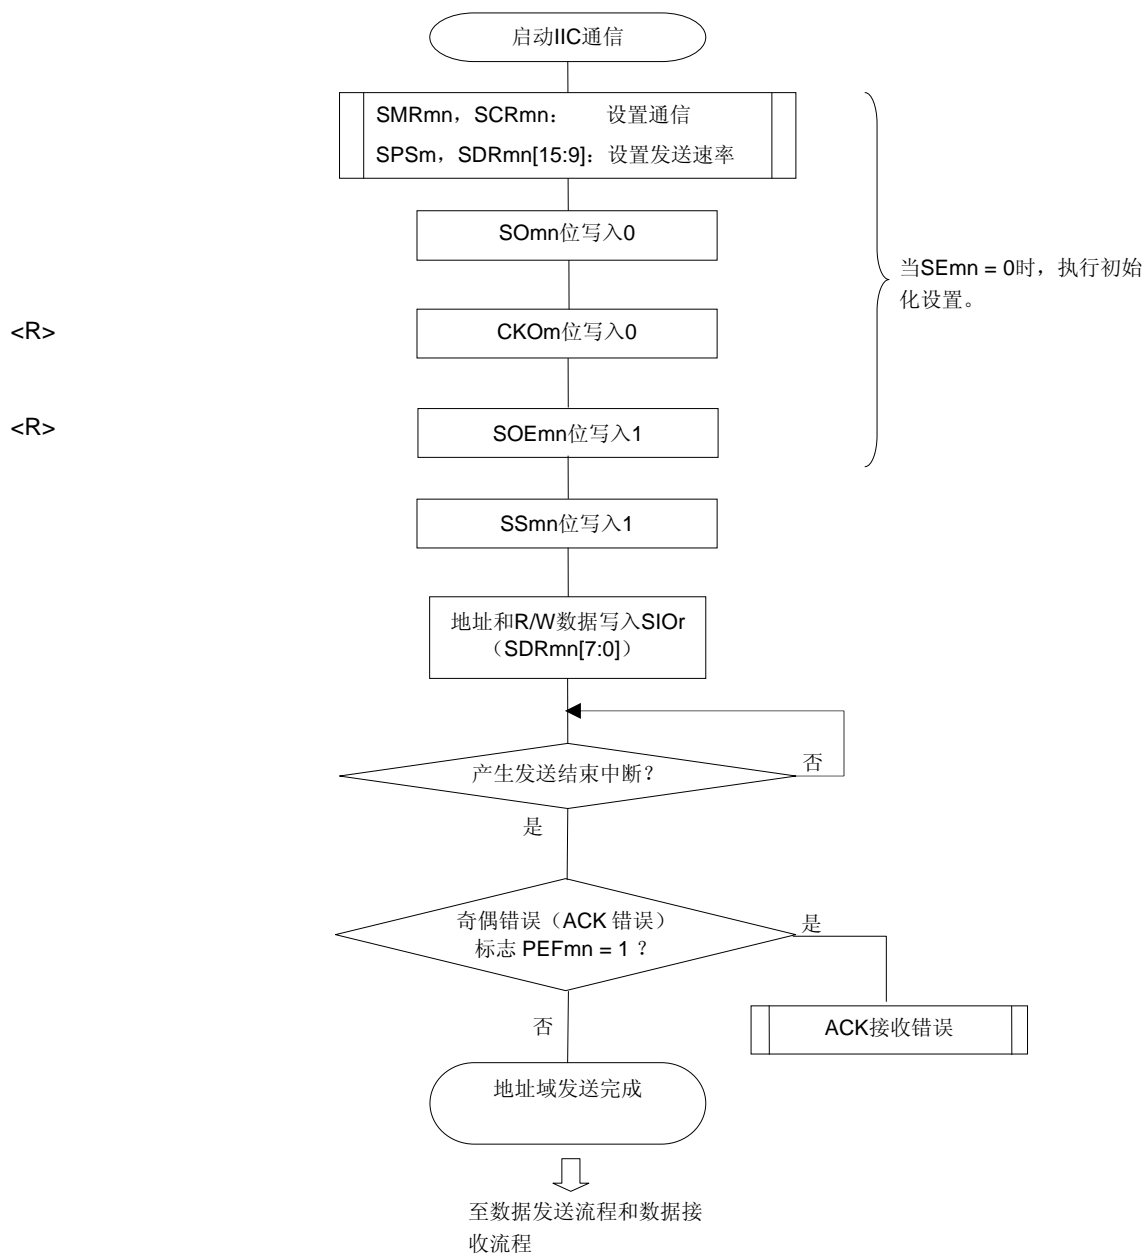 启动IIC通信
SMRmn，SCRmn： 设置通信
SPSm，SDRmn[15:9]：设置发送速率
SOmn位写入0
当SEmn = 0时，执行初始
化设置。
<R>
CKOm位写入0
<R>
SOEmn位写入1
SSmn位写入1
地址和R/W数据写入SIOr
（SDRmn[7:0]）
产生发送结束中断？
否
是
奇偶错误（ACK 错误）
标志 PEFmn = 1 ？
是
ACK接收错误
否
地址域发送完成
至数据发送流程和数据接
收流程